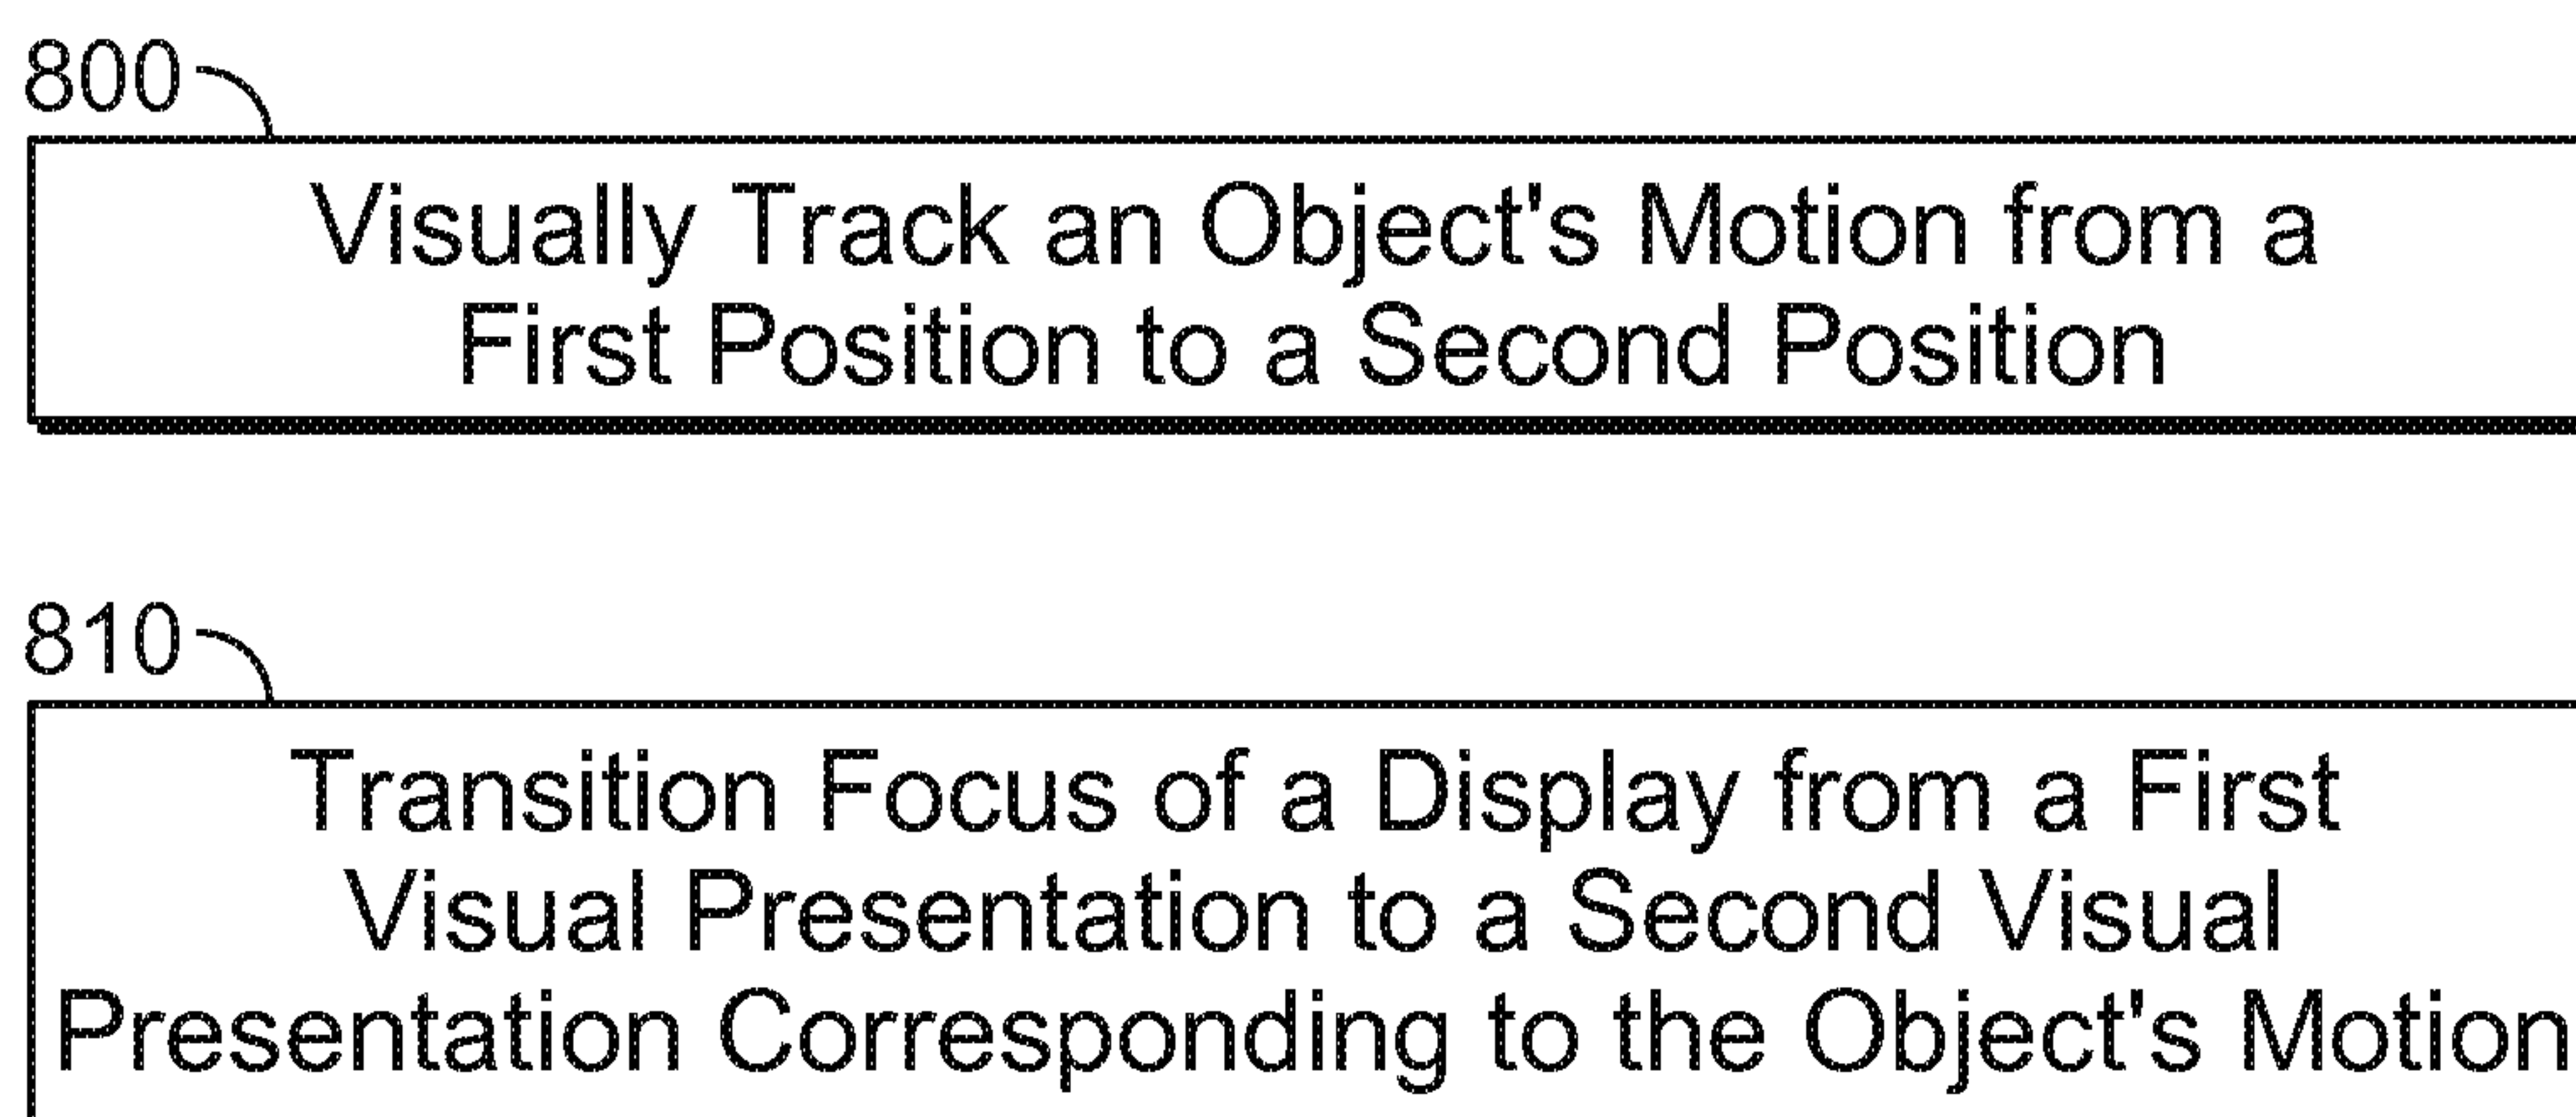 800
Visually Track an Object's Motion from a
First Position to a Second Position
810
Transition Focus of a Display from a First
Visual Presentation to a Second Visual
Presentation Corresponding to the Object's Motion